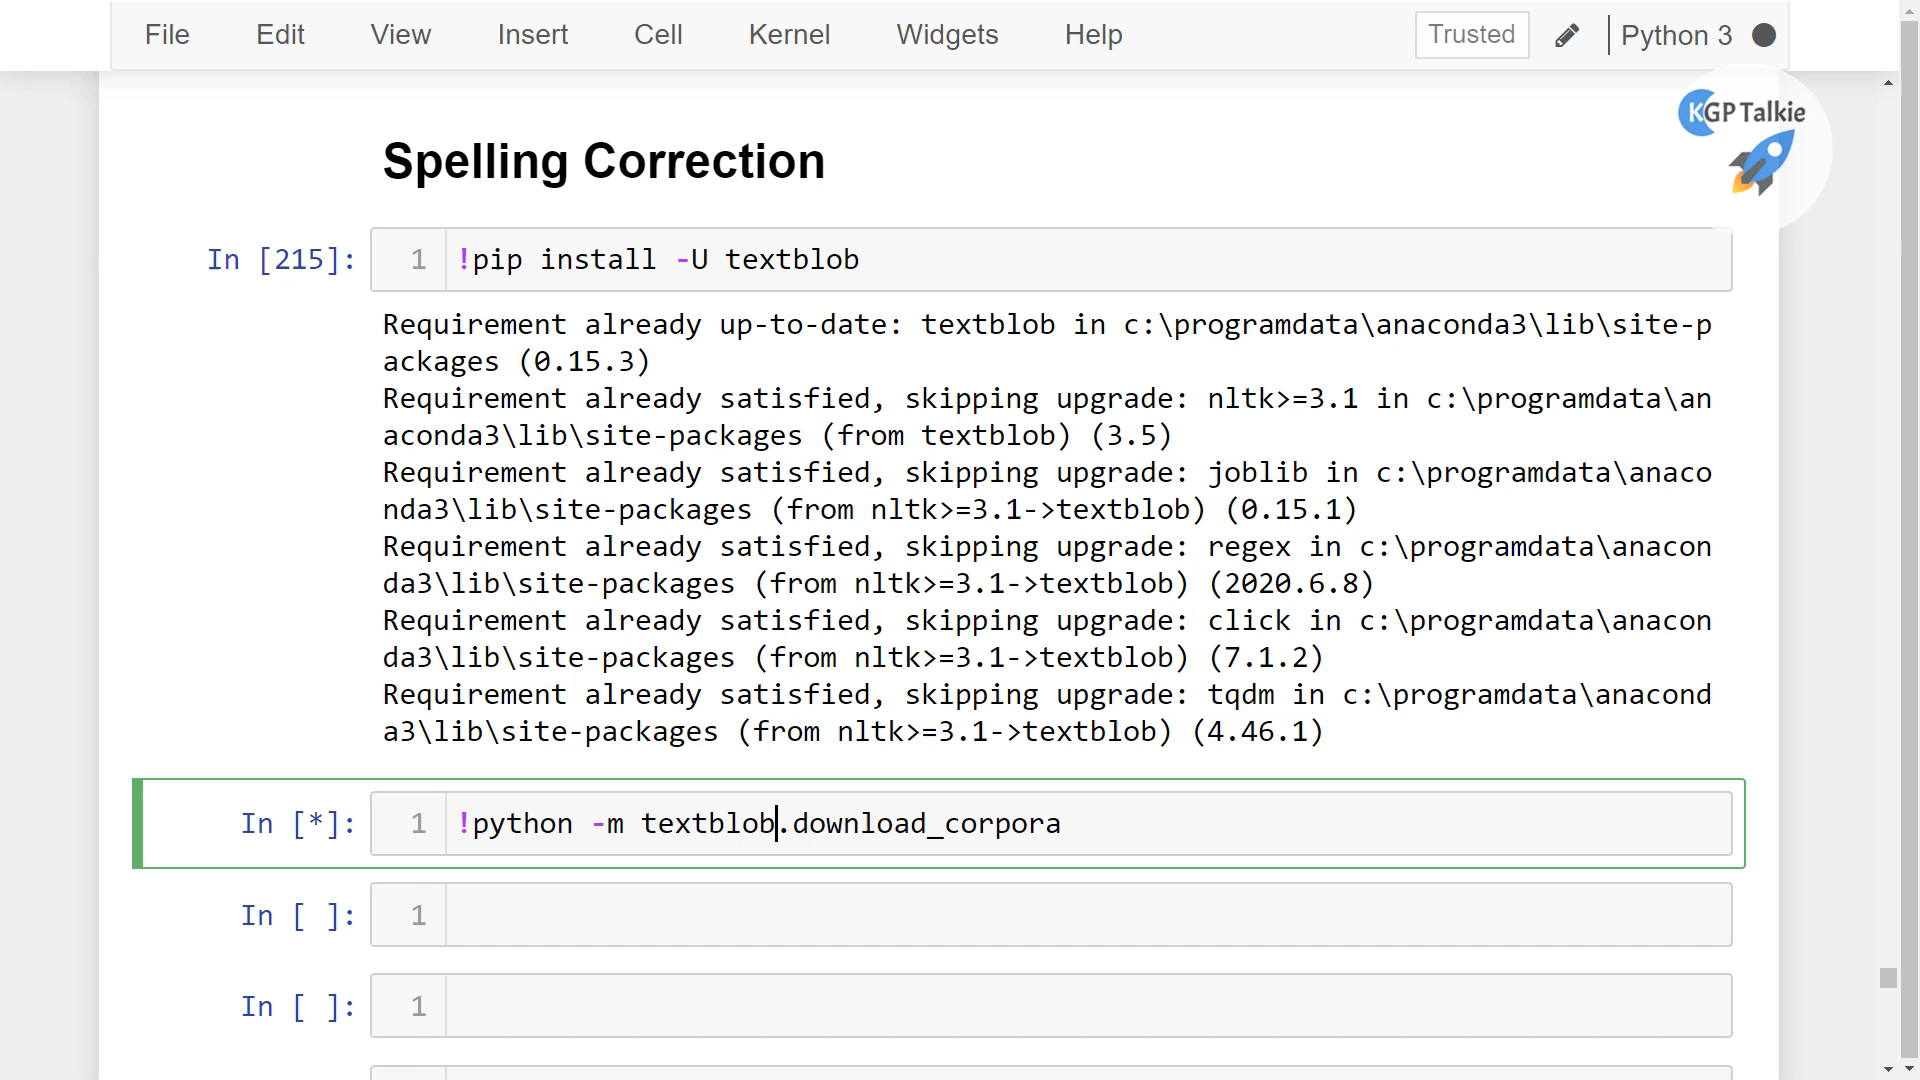 File Edit View Insert Cell Kernel Widgets Help Trusted Python 3
KGP Talkie
Spelling Correction
In [215]: 1 !pip install -U textblob
Requirement already up-to-date: textblob in c:\programdata\anaconda3\lib\site-p
ackages (0.15.3)
Requirement already satisfied, skipping upgrade: nltk>=3.1 in c:\programdata\an
aconda3\lib\site-packages (from textblob) (3.5)
Requirement already satisfied, skipping upgrade: joblib in c:\programdata\anaco
nda3\lib\site-packages (from nltk>=3.1->textblob) (0.15.1)
Requirement already satisfied, skipping upgrade: regex in c:\programdata\anacon
da3\lib\site-packages (from nltk>=3.1->textblob) (2020.6.8)
Requirement already satisfied, skipping upgrade: click in c:\programdata\anacon
da3\lib\site-packages (from nltk>=3.1->textblob) (7.1.2)
Requirement already satisfied, skipping upgrade: tqdm in c:\programdata\anacond
a3\lib\site-packages (from nltk>=3.1->textblob) (4.46.1)
In [*]: 1 !python -m textblob.download_corpora
In [ ]: 1
In [ ]: 1